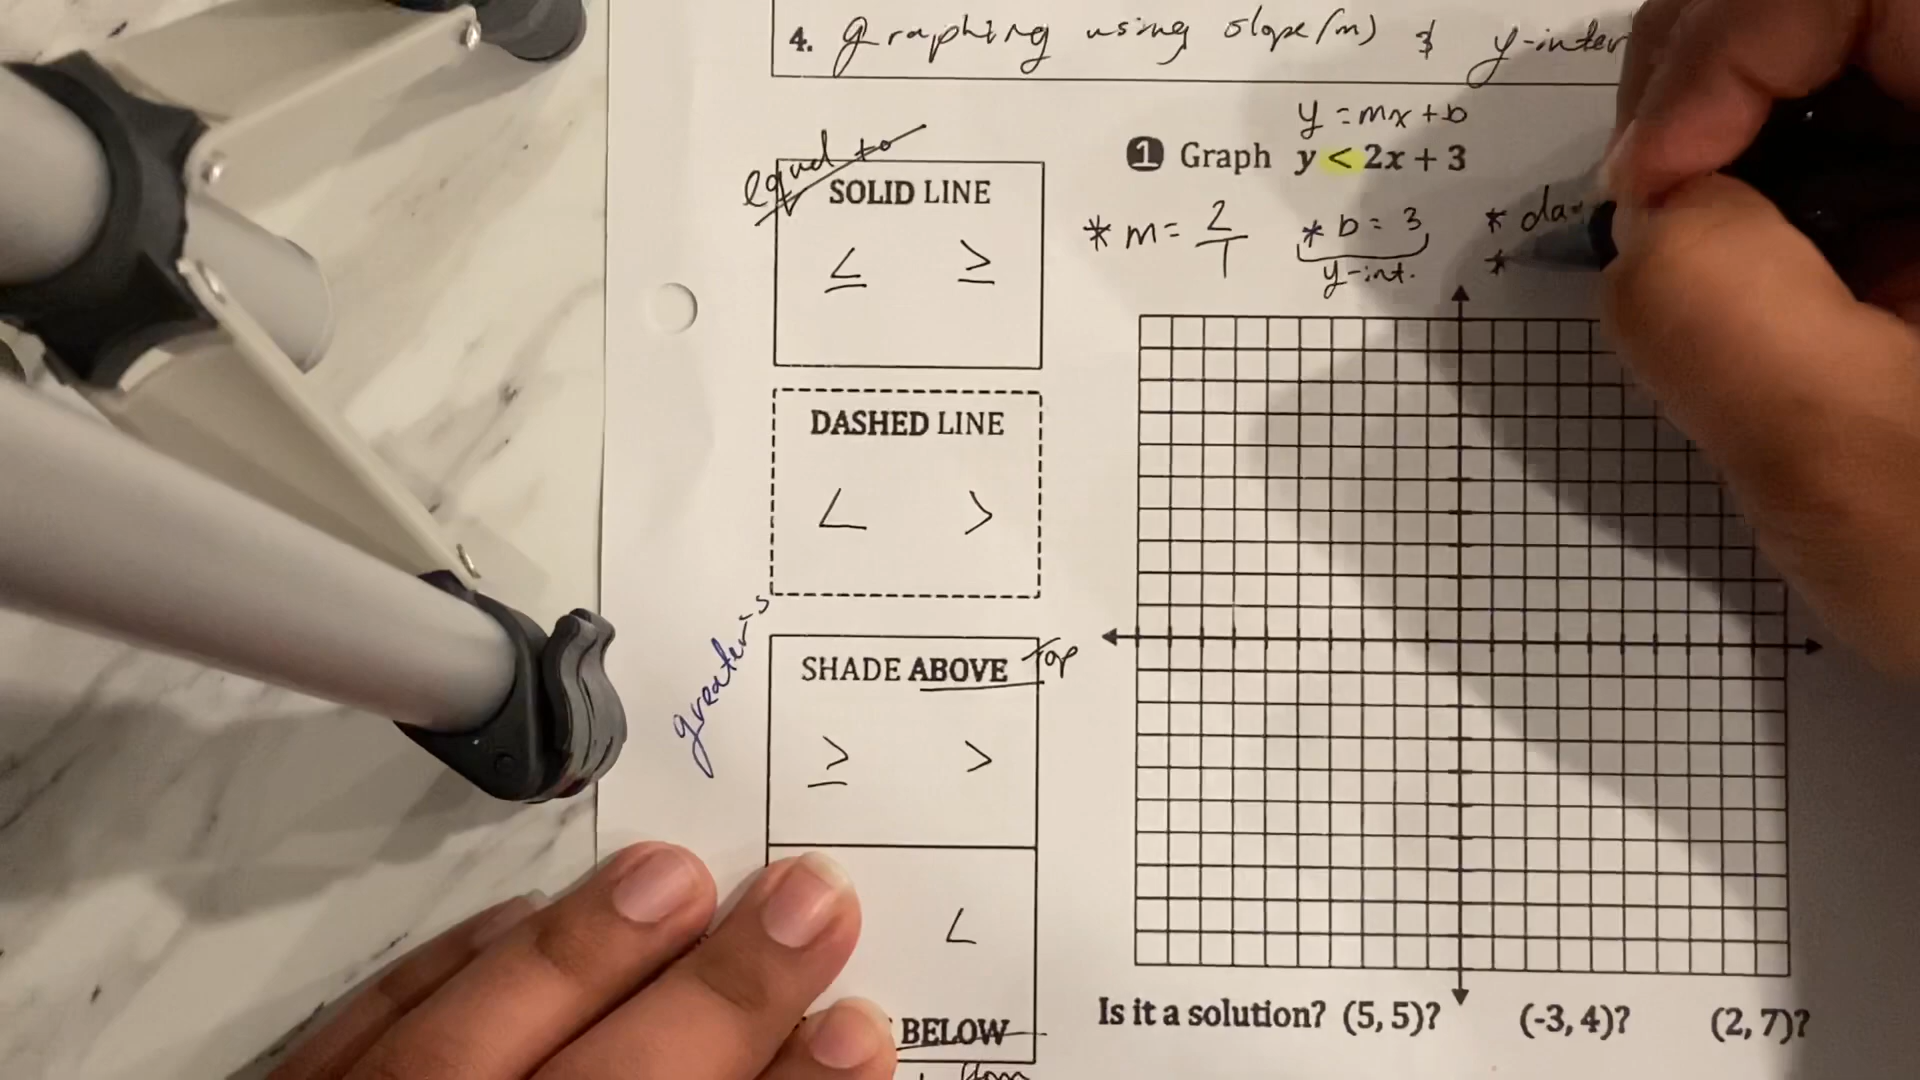 4. graphing using slope (m) & y-inter
y = mx + b
1 Graph y < 2x + 3
* m = 2/1 * b = 3 * da
y-int. *
equal to
SOLID LINE
≤ ≥
DASHED LINE
< >
greater's
SHADE ABOVE Top
≥ >
<
BELOW
Is it a solution? (5, 5)? (-3, 4)? (2, 7)?